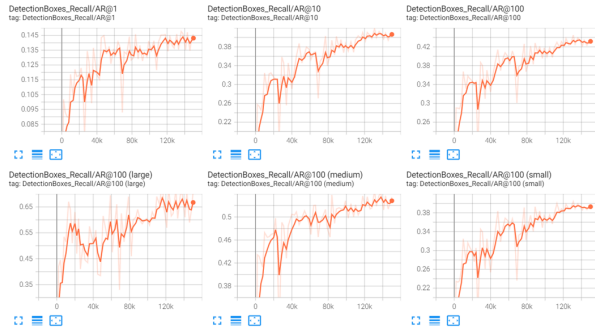 DetectionBoxes_Recall/AR@1
tag: DetectionBoxes_Recall/AR@1
0.145
0.135
0.125
0.115
0.105
0.095
0.085
0 40k 80k 120k
DetectionBoxes_Recall/AR@10
tag: DetectionBoxes_Recall/AR@10
0.38
0.34
0.3
0.26
0.22
0 40k 80k 120k
DetectionBoxes_Recall/AR@100
tag: DetectionBoxes_Recall/AR@100
0.42
0.38
0.34
0.3
0.26
0 40k 80k 120k
DetectionBoxes_Recall/AR@100 (large)
tag: DetectionBoxes_Recall/AR@100 (large)
0.65
0.55
0.45
0.35
0 40k 80k 120k
DetectionBoxes_Recall/AR@100 (medium)
tag: DetectionBoxes_Recall/AR@100 (medium)
0.5
0.46
0.42
0.38
0 40k 80k 120k
DetectionBoxes_Recall/AR@100 (small)
tag: DetectionBoxes_Recall/AR@100 (small)
0.38
0.34
0.3
0.26
0.22
0 40k 80k 120k